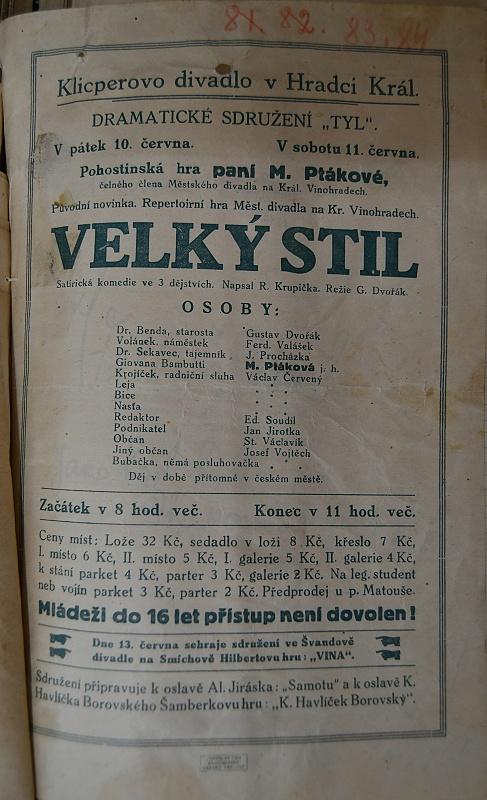 81. 82. 83. 84
Klicperovo divadlo v Hradci Král.
DRAMATICKÉ SDRUŽENÍ „TYL“.
V pátek 10. června. V sobotu 11. června.
Pohostinská hra paní M. Ptákové,
čelného člena Městského divadla na Král. Vinohradech.
Původní novinka. Repertoirní hra Měst. divadla na Kr. Vinohradech.
VELKÝ STIL
Satirická komedie ve 3 dějstvích. Napsal R. Krupička. Režie G. Dvořák.
OSOBY:
Dr. Benda, starosta Gustav Dvořák
Volánek, náměstek Ferd. Valášek
Dr. Sekavec, tajemník J. Procházka
Giovana Bambutti M. Ptáková j. h.
Krojíček, radniční sluha Václav Červený
Leja . . .
Bice . . .
Nasťa . . .
Redaktor Ed. Soudil
Podnikatel Jan Jirotka
Občan St. Václavík
Jiný občan Josef Vojtěch
Bubačka, němá posluhovačka . .
Děj v době přítomné v českém městě.
Začátek v 8 hod. več. Konec v 11 hod. več.
Ceny míst: Lože 32 Kč, sedadlo v loži 8 Kč, křeslo 7 Kč,
I. místo 6 Kč, II. místo 5 Kč, I. galerie 5 Kč, II. galerie 4 Kč,
k stání parket 4 Kč, parter 3 Kč, galerie 2 Kč. Na leg. student
neb vojín parket 3 Kč, parter 2 Kč. Předprodej u p. Matouše.
Mládeži do 16 let přístup není dovolen!
Dne 13. června sehraje sdružení ve Švandově
divadle na Smíchově Hilbertovu hru: „VINA“.
Sdružení připravuje k oslavě Al. Jiráska: „Samotu“ a k oslavě K.
Havlíčka Borovského Šamberkovu hru: „K. Havlíček Borovský“.